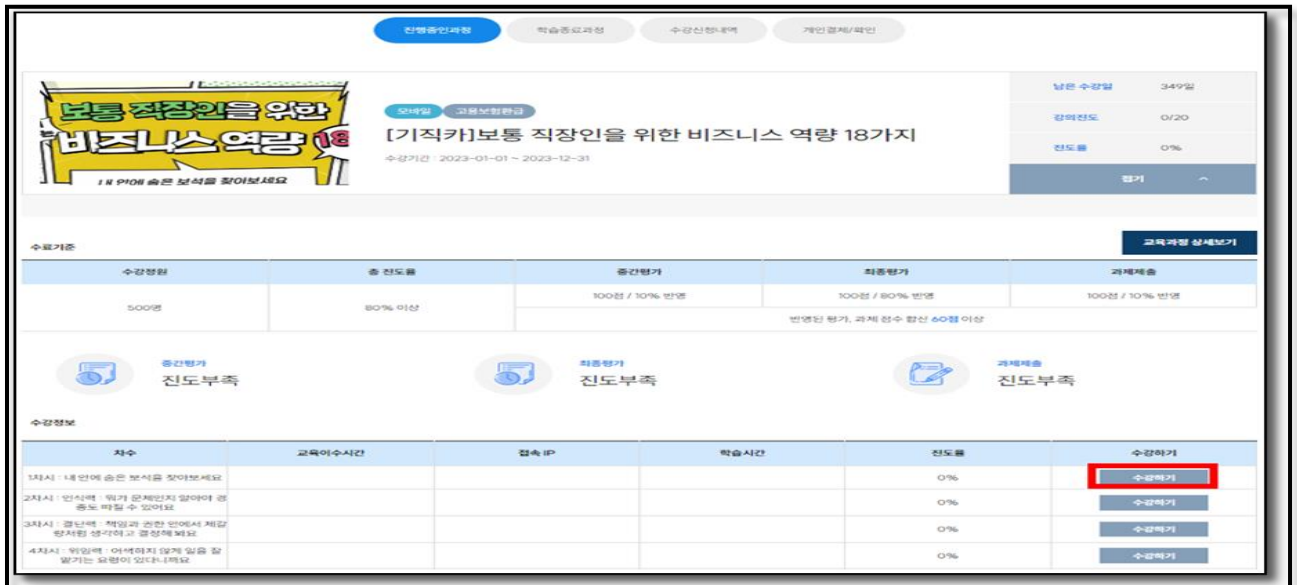 진행중인과정 학습종료과정 수강신청내역 개인결제/확인
보통 직장인을 위한
비즈니스 역량 18
내 안에 숨은 보석을 찾아보세요
모바일 고용보험환급
[기직카]보통 직장인을 위한 비즈니스 역량 18가지
수강기간 : 2023-01-01 ~ 2023-12-31
남은 수강일 349일
강의진도 0/20
진도율 0%
접기
수료기준
교육과정 상세보기
수강정원 총 진도율 중간평가 최종평가 과제제출
500명 80% 이상 100점 / 10% 반영 100점 / 80% 반영 100점 / 10% 반영
반영된 평가, 과제 점수 합산 60점 이상
중간평가 최종평가 과제제출
진도부족 진도부족 진도부족
수강정보
차수 교육이수시간 접속 IP 학습시간 진도율 수강하기
1차시 : 내 안에 숨은 보석을 찾아보세요 0% 수강하기
2차시 : 인식력 : 뭐가 문제인지 알아야 경
중도 따질 수 있어요 0% 수강하기
3차시 : 결단력 : 책임과 권한 안에서 제갈
량처럼 생각하고 결정해 봐요 0% 수강하기
4차시 : 위임력 : 어색하지 않게 일을 잘
맡기는 요령이 있다니까요 0% 수강하기